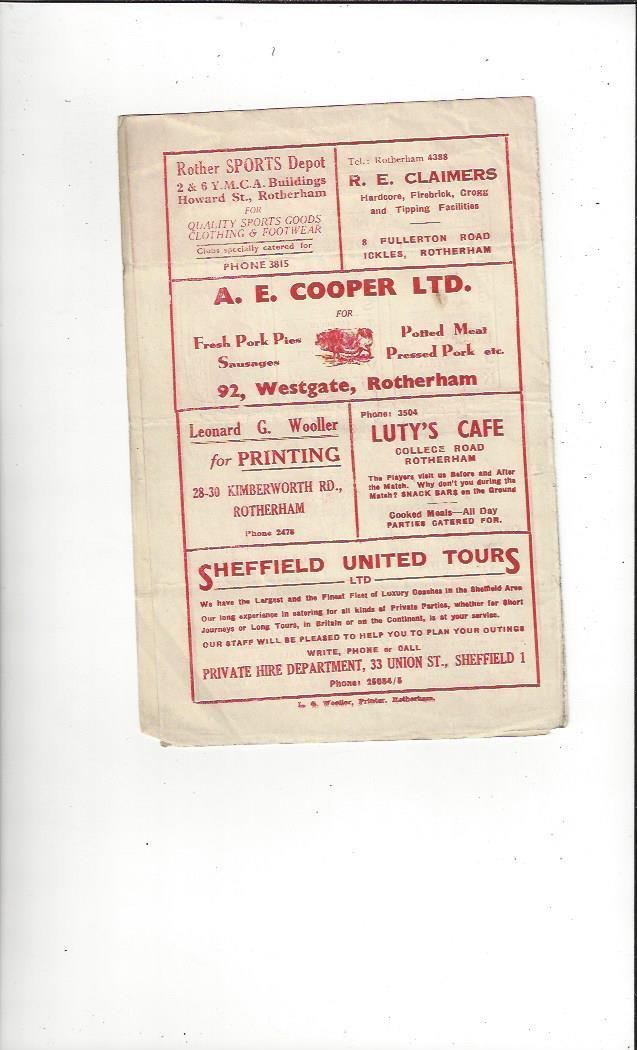 Rother SPORTS Depot
2 & 6 Y.M.C.A. Buildings
Howard St., Rotherham
FOR
QUALITY SPORTS GOODS
CLOTHING & FOOTWEAR
Clubs specially catered for
PHONE 3815
Tel.: Rotherham 4388
R. E. CLAIMERS
Hardcore, Firebrick, Grogg
and Tipping Facilities
8 FULLERTON ROAD
ICKLES, ROTHERHAM
A. E. COOPER LTD.
FOR
Fresh Pork Pies
Sausages
Potted Meat
Pressed Pork etc.
92, Westgate, Rotherham
Leonard G. Wooller
for PRINTING
28-30 KIMBERWORTH RD.,
ROTHERHAM
Phone 2478
Phone: 3504
LUTY'S CAFE
COLLEGE ROAD
ROTHERHAM
The Players visit us Before and After
the Match. Why don't you during the
Match? SNACK BARS on the Ground
Cooked Meals—All Day
PARTIES CATERED FOR.
SHEFFIELD UNITED TOURS
LTD
We have the Largest and the Finest Fleet of Luxury Coaches in the Sheffield Area
Our long experience in catering for all kinds of Private Parties, whether for Short
Journeys or Long Tours, in Britain or on the Continent, is at your service.
OUR STAFF WILL BE PLEASED TO HELP YOU TO PLAN YOUR OUTINGS
WRITE, PHONE or CALL
PRIVATE HIRE DEPARTMENT, 33 UNION ST., SHEFFIELD 1
Phone: 25054/5
L. G. Wooller, Printer, Rotherham.